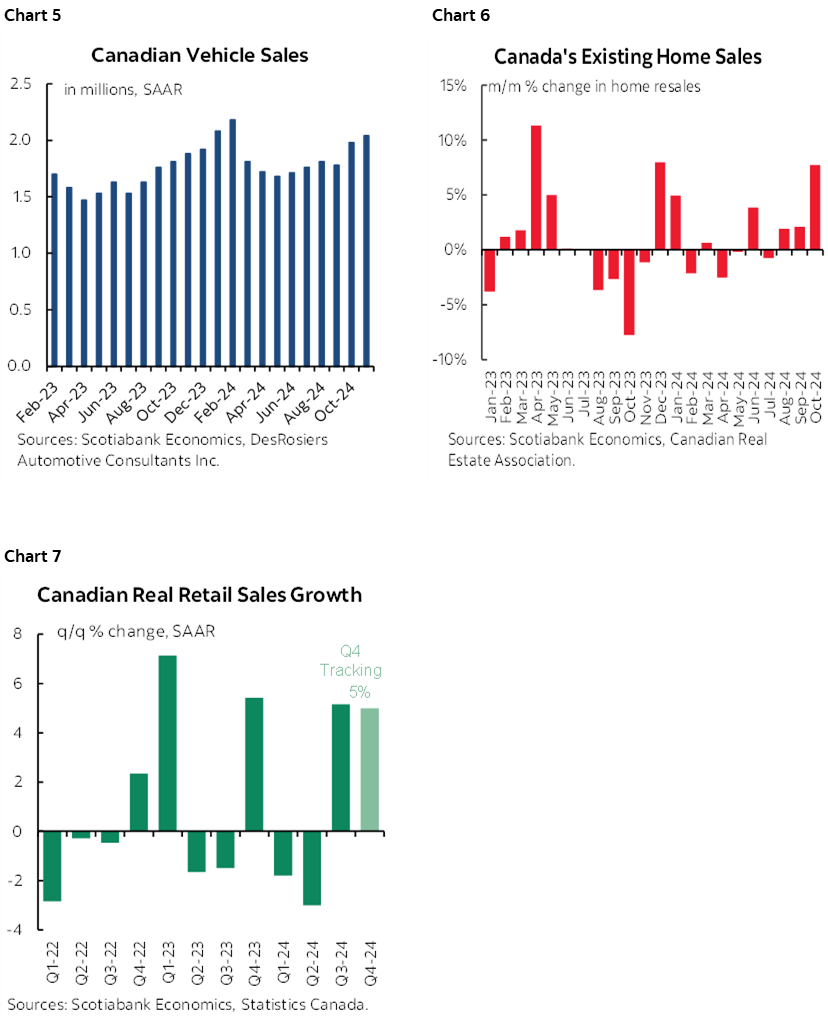 Chart 5
Canadian Vehicle Sales
in millions, SAAR
2.5
2.0
1.5
1.0
0.5
0.0
Feb-23
Apr-23
Jun-23
Aug-23
Oct-23
Dec-23
Feb-24
Apr-24
Jun-24
Aug-24
Oct-24
Sources: Scotiabank Economics, DesRosiers
Automotive Consultants Inc.
Chart 6
Canada's Existing Home Sales
m/m % change in home resales
15%
10%
5%
0%
-5%
-10%
Jan-23
Feb-23
Mar-23
Apr-23
May-23
Jun-23
Jul-23
Aug-23
Sep-23
Oct-23
Nov-23
Dec-23
Jan-24
Feb-24
Mar-24
Apr-24
May-24
Jun-24
Jul-24
Aug-24
Sep-24
Oct-24
Sources: Scotiabank Economics, Canadian Real
Estate Association.
Chart 7
Canadian Real Retail Sales Growth
q/q % change, SAAR
8
6
4
2
0
-2
-4
Q4
Tracking
5%
Q1-22
Q2-22
Q3-22
Q4-22
Q1-23
Q2-23
Q3-23
Q4-23
Q1-24
Q2-24
Q3-24
Q4-24
Sources: Scotiabank Economics, Statistics Canada.